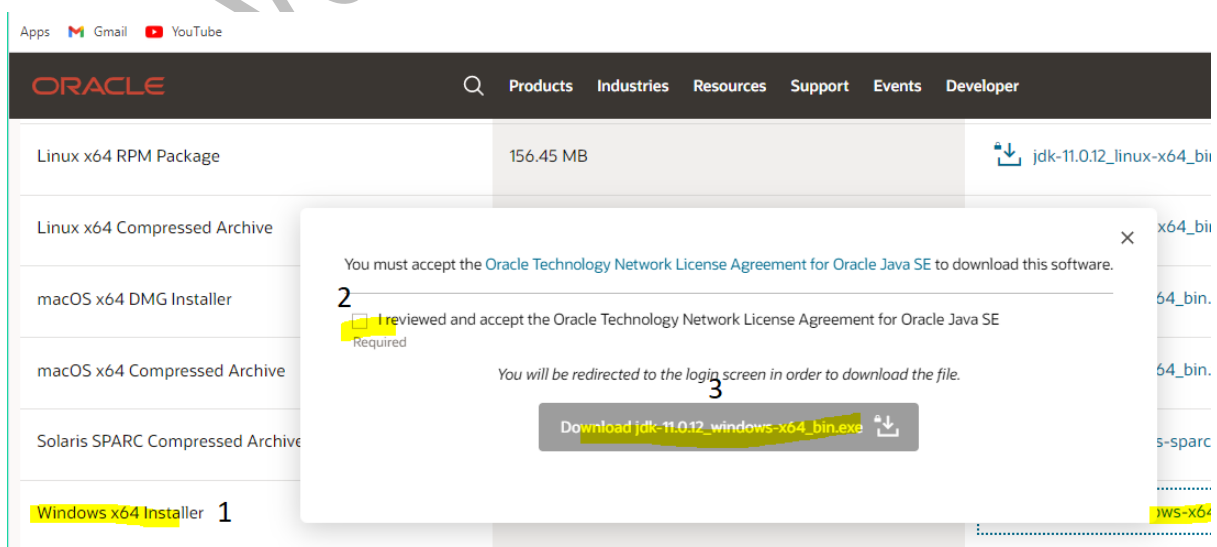 Apps Gmail YouTube
ORACLE Products Industries Resources Support Events Developer
Linux x64 RPM Package 156.45 MB jdk-11.0.12_linux-x64_bi
Linux x64 Compressed Archive x64_bi
You must accept the Oracle Technology Network License Agreement for Oracle Java SE to download this software.
macOS x64 DMG Installer 64_bin.
2
I reviewed and accept the Oracle Technology Network License Agreement for Oracle Java SE
Required
macOS x64 Compressed Archive 64_bin.
You will be redirected to the login screen in order to download the file.
3
Download jdk-11.0.12_windows-x64_bin.exe
Solaris SPARC Compressed Archive s-sparc
Windows x64 Installer 1 ows-x64